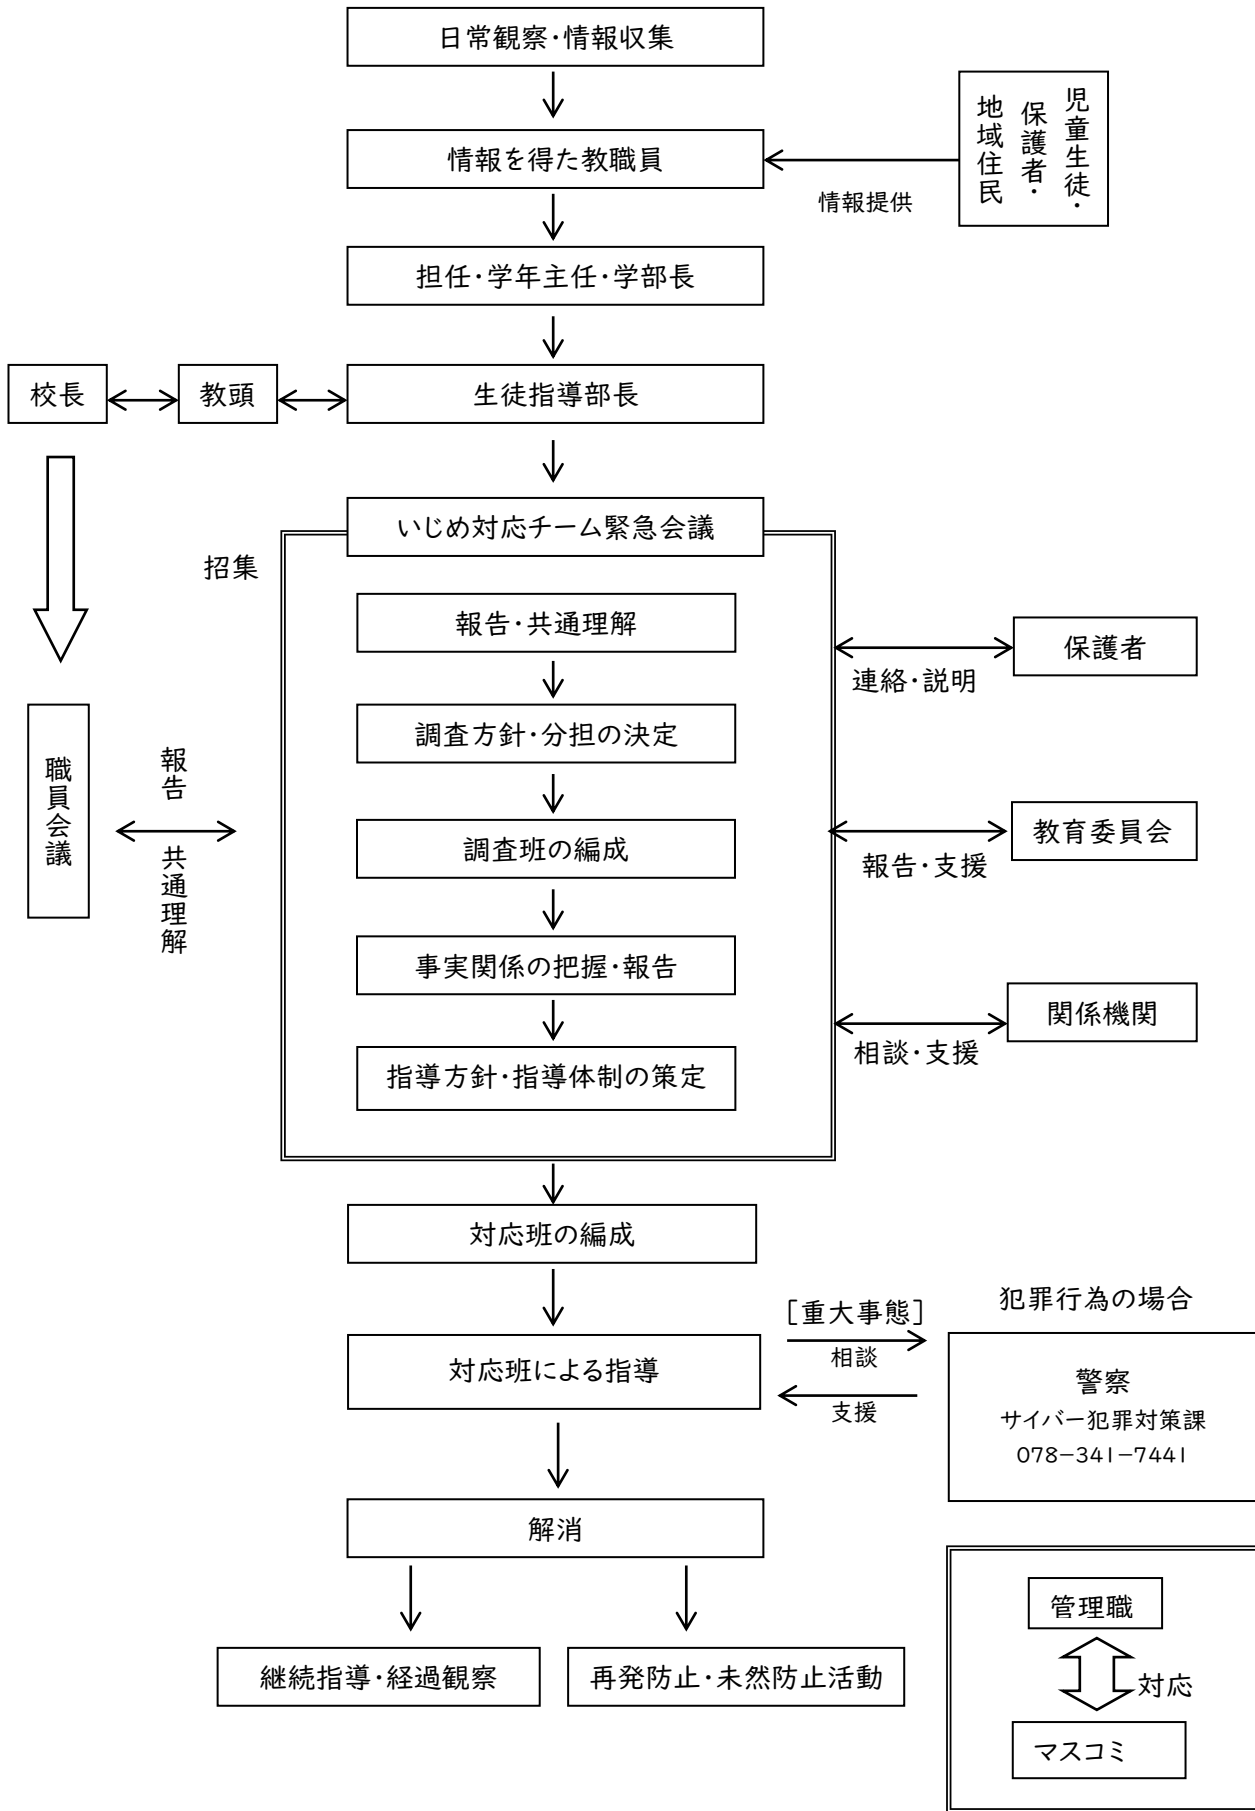 日常観察・情報収集
情報を得た教職員
児童生徒・
保護者・
地域住民
情報提供
担任・学年主任・学部長
校長
教頭
生徒指導部長
いじめ対応チーム緊急会議
招集
報告・共通理解
保護者
連絡・説明
調査方針・分担の決定
職員会議
報告
共通理解
調査班の編成
教育委員会
報告・支援
事実関係の把握・報告
関係機関
相談・支援
指導方針・指導体制の策定
対応班の編成
犯罪行為の場合
[重大事態]
相談
対応班による指導
支援
警察
サイバー犯罪対策課
078−341−7441
解消
管理職
対応
マスコミ
継続指導・経過観察
再発防止・未然防止活動